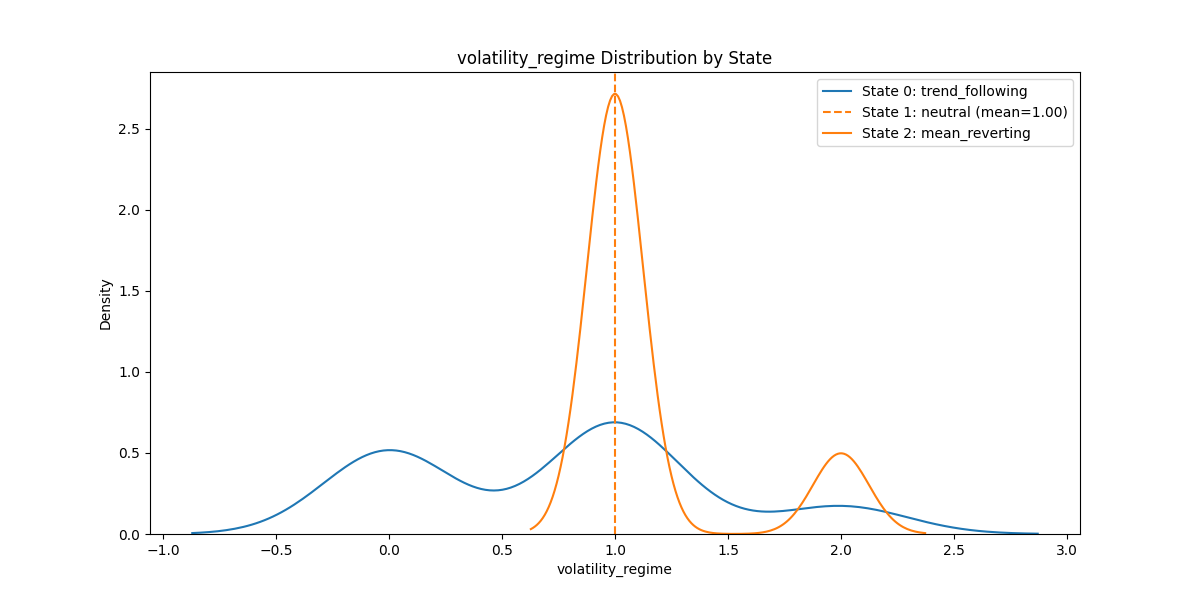 volatility_regime Distribution by State
State 0: trend_following
State 1: neutral (mean=1.00)
State 2: mean_reverting
Density
2.5
2.0
1.5
1.0
0.5
0.0
−1.0 −0.5 0.0 0.5 1.0 1.5 2.0 2.5 3.0
volatility_regime